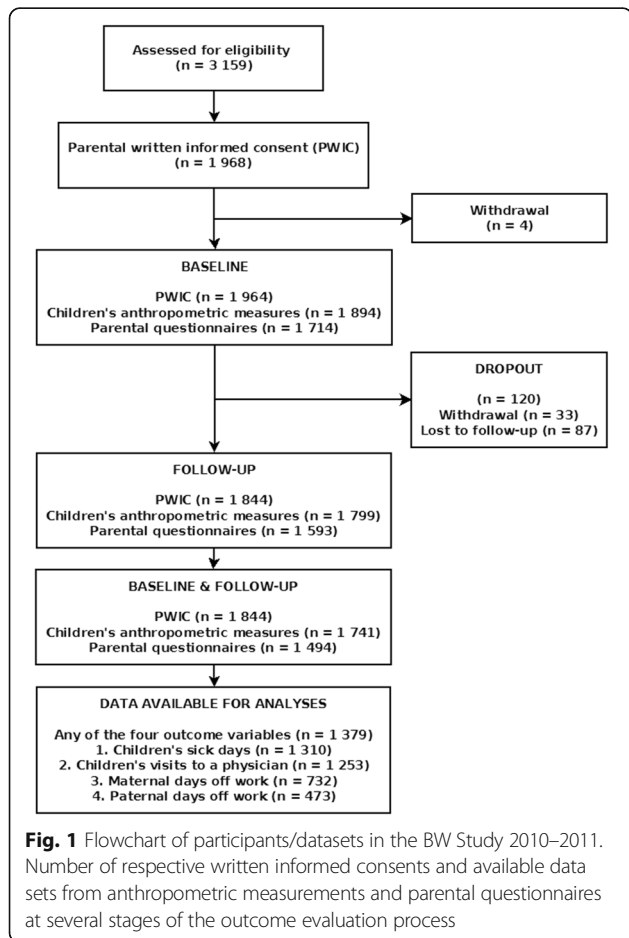 Assessed for eligibility
(n = 3 159)
Parental written informed consent (PWIC)
(n = 1 968)
Withdrawal
(n = 4)
BASELINE
PWIC (n = 1 964)
Children's anthropometric measures (n = 1 894)
Parental questionnaires (n = 1 714)
DROPOUT
(n = 120)
Withdrawal (n = 33)
Lost to follow-up (n = 87)
FOLLOW-UP
PWIC (n = 1 844)
Children's anthropometric measures (n = 1 799)
Parental questionnaires (n = 1 593)
BASELINE & FOLLOW-UP
PWIC (n = 1 844)
Children's anthropometric measures (n = 1 741)
Parental questionnaires (n = 1 494)
DATA AVAILABLE FOR ANALYSES
Any of the four outcome variables (n = 1 379)
1. Children's sick days (n = 1 310)
2. Children's visits to a physician (n = 1 253)
3. Maternal days off work (n = 732)
4. Paternal days off work (n = 473)
Fig. 1 Flowchart of participants/datasets in the BW Study 2010–2011.
Number of respective written informed consents and available data
sets from anthropometric measurements and parental questionnaires
at several stages of the outcome evaluation process